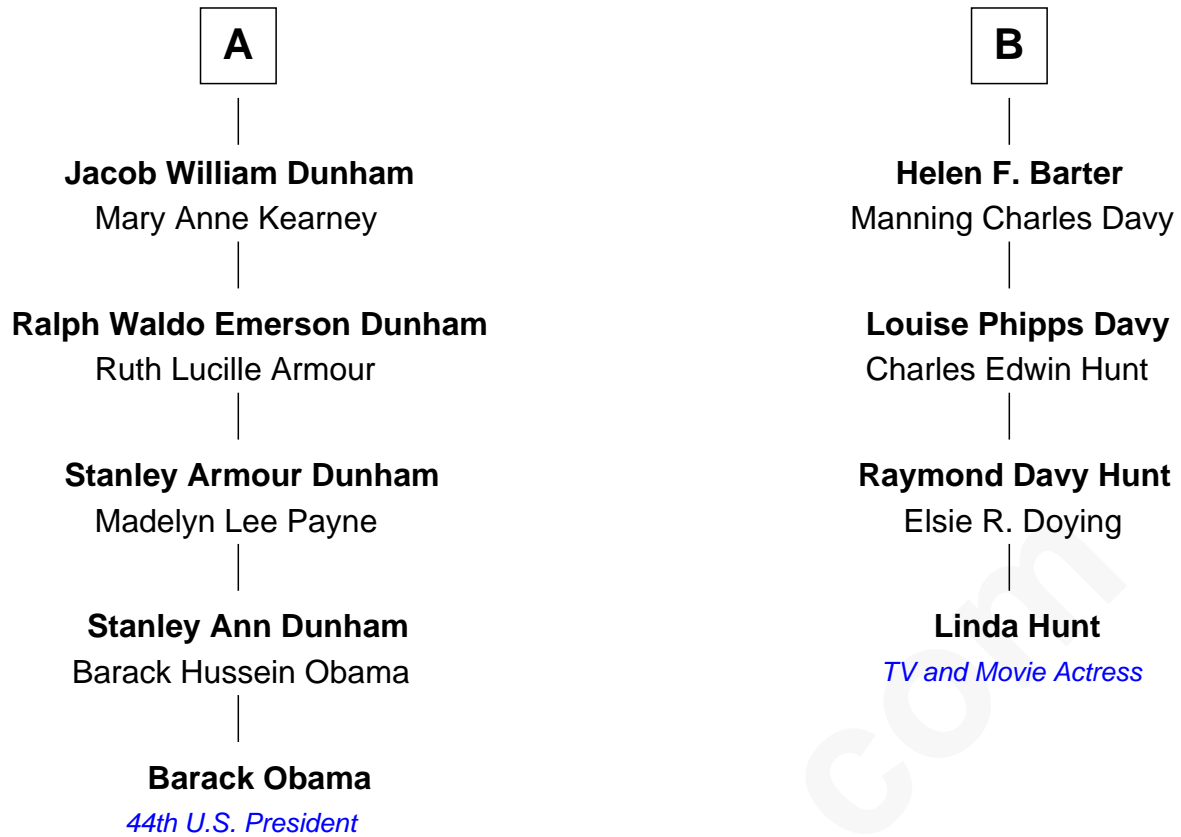 A
Jacob William Dunham
Mary Anne Kearney
Ralph Waldo Emerson Dunham
Ruth Lucille Armour
Stanley Armour Dunham
Madelyn Lee Payne
Stanley Ann Dunham
Barack Hussein Obama
Barack Obama
44th U.S. President
B
Helen F. Barter
Manning Charles Davy
Louise Phipps Davy
Charles Edwin Hunt
Raymond Davy Hunt
Elsie R. Doying
Linda Hunt
TV and Movie Actress
com